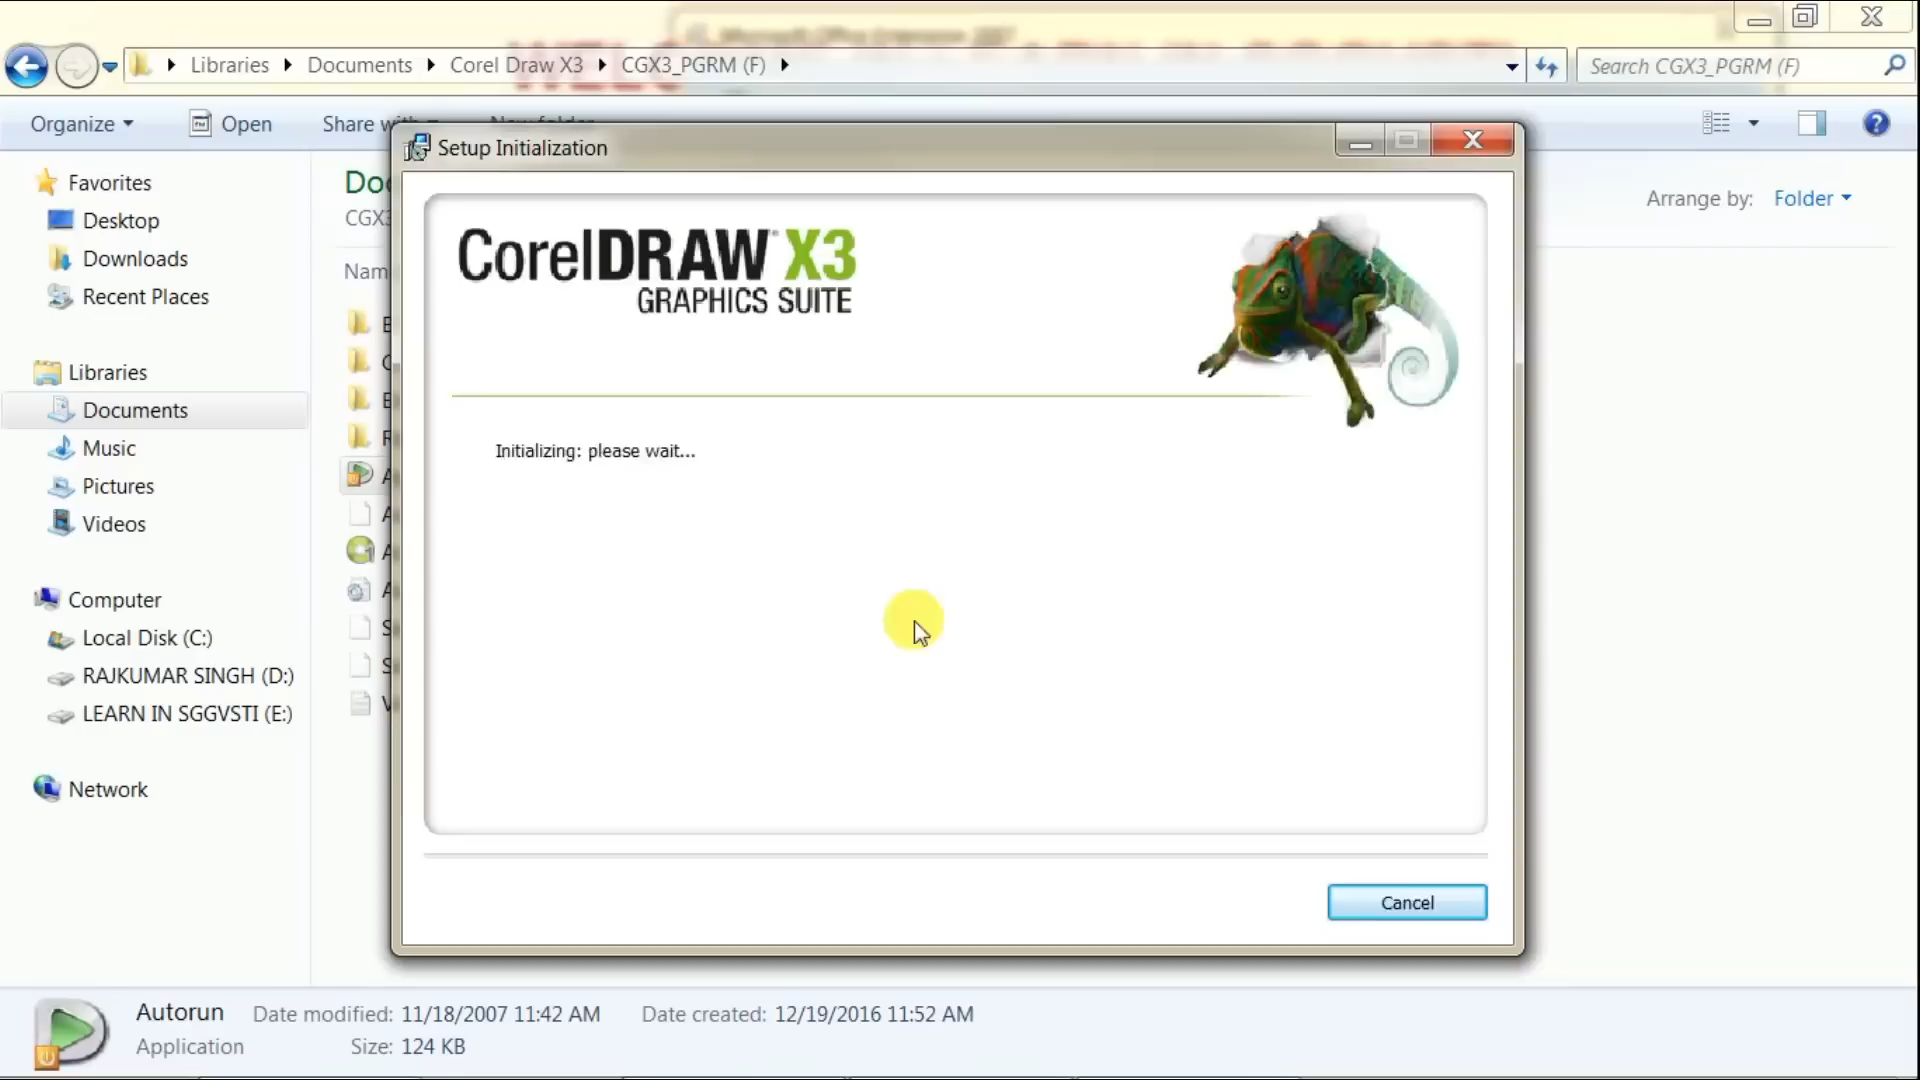 Libraries Documents Corel Draw X3 CGX3_PGRM (F)
Search CGX3_PGRM (F)
Organize Open Share with New folder
Setup Initialization
Favorites
Desktop
Downloads
Recent Places
Libraries
Documents
Music
Pictures
Videos
Computer
Local Disk (C:)
RAJKUMAR SINGH (D:)
LEARN IN SGGVSTI (E:)
Network
Arrange by: Folder
CorelDRAW X3
GRAPHICS SUITE
Initializing: please wait...
Cancel
Autorun Date modified: 11/18/2007 11:42 AM Date created: 12/19/2016 11:52 AM
Application Size: 124 KB